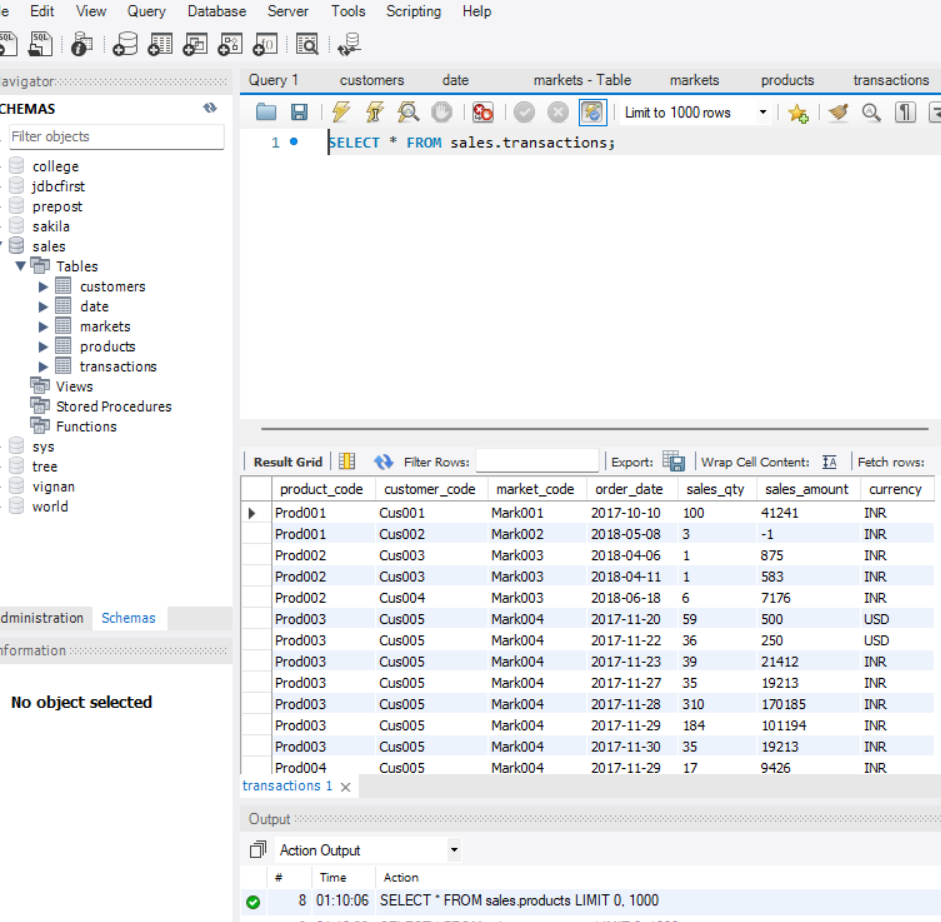 Edit View Query Database Server Tools Scripting Help
SQL SQL
Query 1 customers date markets - Table markets products transactions
Limit to 1000 rows
SCHEMAS
Filter objects
college
jdbcfirst
prepost
sakila
sales
Tables
customers
date
markets
products
transactions
Views
Stored Procedures
Functions
sys
tree
vignan
world
dministration Schemas
nformation
No object selected
1 SELECT * FROM sales.transactions;
Result Grid Filter Rows: Export: Wrap Cell Content: IA Fetch rows:
product_code customer_code market_code order_date sales_qty sales_amount currency
Prod001 Cus001 Mark001 2017-10-10 100 41241 INR
Prod001 Cus002 Mark002 2018-05-08 3 -1 INR
Prod002 Cus003 Mark003 2018-04-06 1 875 INR
Prod002 Cus003 Mark003 2018-04-11 1 583 INR
Prod002 Cus004 Mark003 2018-06-18 6 7176 INR
Prod003 Cus005 Mark004 2017-11-20 59 500 USD
Prod003 Cus005 Mark004 2017-11-22 36 250 USD
Prod003 Cus005 Mark004 2017-11-23 39 21412 INR
Prod003 Cus005 Mark004 2017-11-27 35 19213 INR
Prod003 Cus005 Mark004 2017-11-28 310 170185 INR
Prod003 Cus005 Mark004 2017-11-29 184 101194 INR
Prod003 Cus005 Mark004 2017-11-30 35 19213 INR
Prod004 Cus005 Mark004 2017-11-29 17 9426 INR
transactions 1
Output
Action Output
# Time Action
8 01:10:06 SELECT * FROM sales.products LIMIT 0, 1000